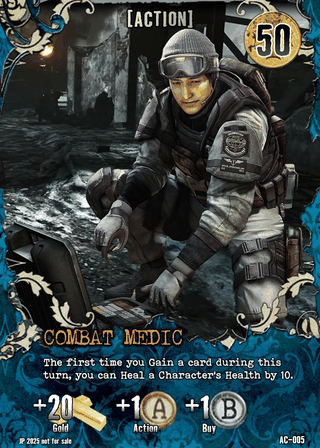 [ACTION]
50
COMBAT MEDIC
The first time you Gain a card during this
turn, you can Heal a Character's Health by 10.
+20 +1 A +1 B
Gold Action Buy
JP 2025 not for sale AC-005